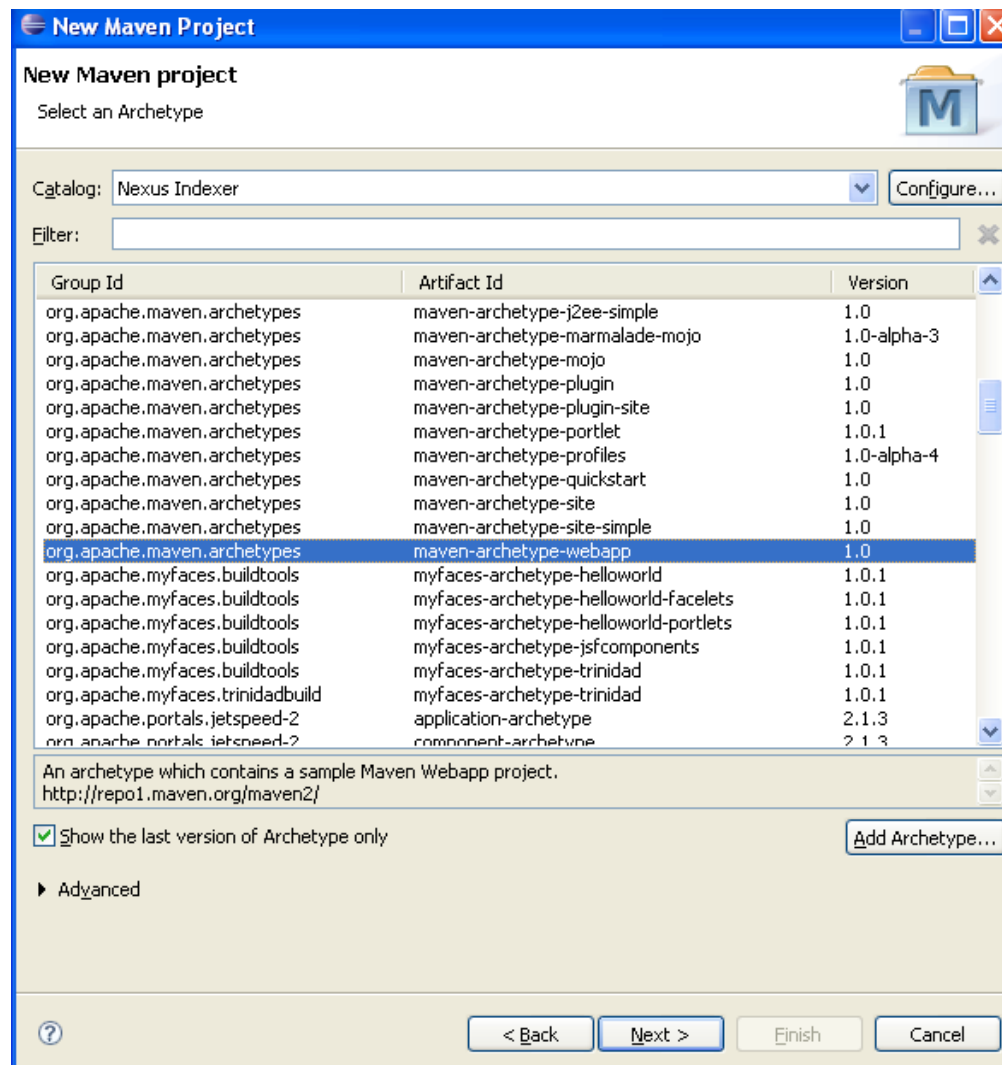 New Maven Project
New Maven project
Select an Archetype
M
Catalog: Nexus Indexer Configure...
Filter:
Group Id Artifact Id Version
org.apache.maven.archetypes maven-archetype-j2ee-simple 1.0
org.apache.maven.archetypes maven-archetype-marmalade-mojo 1.0-alpha-3
org.apache.maven.archetypes maven-archetype-mojo 1.0
org.apache.maven.archetypes maven-archetype-plugin 1.0
org.apache.maven.archetypes maven-archetype-plugin-site 1.0
org.apache.maven.archetypes maven-archetype-portlet 1.0.1
org.apache.maven.archetypes maven-archetype-profiles 1.0-alpha-4
org.apache.maven.archetypes maven-archetype-quickstart 1.0
org.apache.maven.archetypes maven-archetype-site 1.0
org.apache.maven.archetypes maven-archetype-site-simple 1.0
org.apache.maven.archetypes maven-archetype-webapp 1.0
org.apache.myfaces.buildtools myfaces-archetype-helloworld 1.0.1
org.apache.myfaces.buildtools myfaces-archetype-helloworld-facelets 1.0.1
org.apache.myfaces.buildtools myfaces-archetype-helloworld-portlets 1.0.1
org.apache.myfaces.buildtools myfaces-archetype-jsfcomponents 1.0.1
org.apache.myfaces.buildtools myfaces-archetype-trinidad 1.0.1
org.apache.myfaces.trinidadbuild myfaces-archetype-trinidad 1.0.1
org.apache.portals.jetspeed-2 application-archetype 2.1.3
org.apache.portals.jetspeed-2 component-archetype 2.1.3
An archetype which contains a sample Maven Webapp project.
http://repo1.maven.org/maven2/
Show the last version of Archetype only Add Archetype...
Advanced
? < Back Next > Finish Cancel